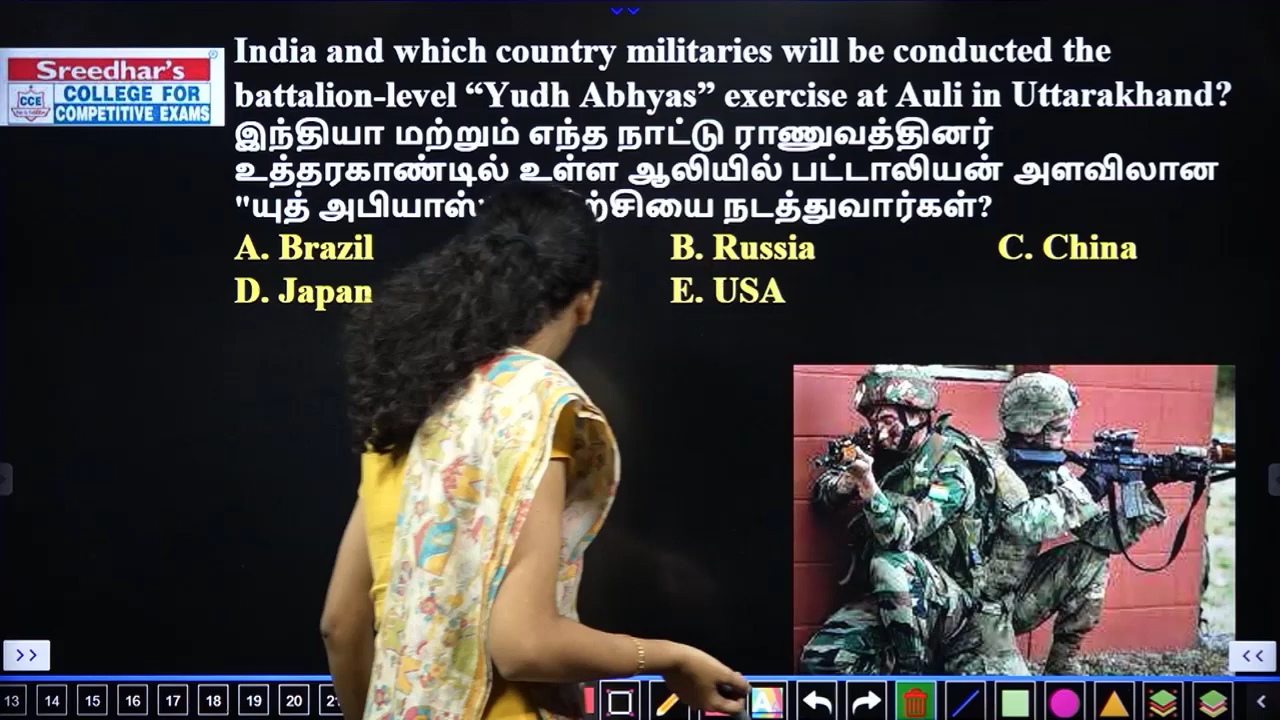 Sreedhar's
CCE
COLLEGE FOR
COMPETITIVE EXAMS
India and which country militaries will be conducted the
battalion-level “Yudh Abhyas” exercise at Auli in Uttarakhand?
இந்தியா மற்றும் எந்த நாட்டு ராணுவத்தினர்
உத்தரகாண்டில் உள்ள ஆலியில் பட்டாலியன் அளவிலான
"யுத் அபியாஸ் நடத்துவார்கள்?
A. Brazil B. Russia C. China
D. Japan E. USA
>> <<
13 14 15 16 17 18 19 20